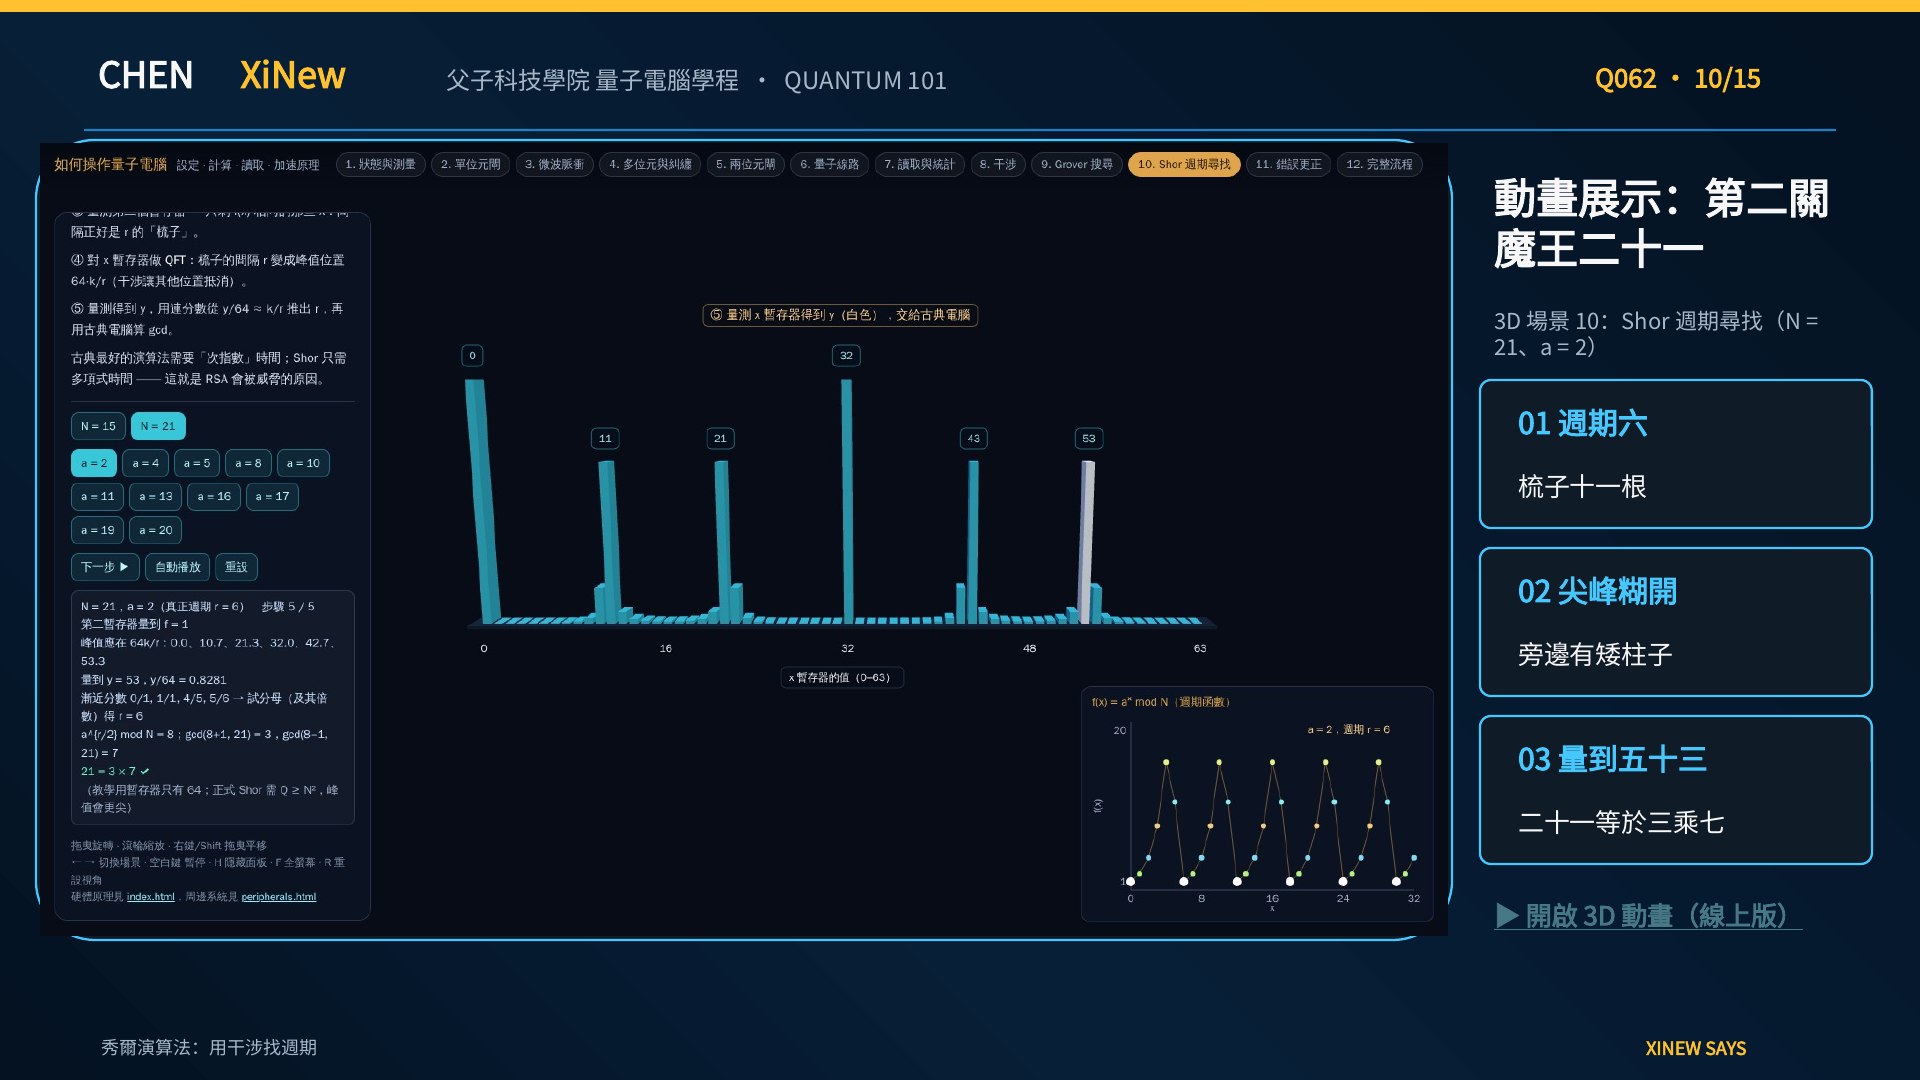 CHEN XiNew 父子科技學院 量子電腦學程 • QUANTUM 101
Q062 • 10/15
如何操作量子電腦 設定 · 計算 · 讀取 · 加速原理
1. 狀態與測量
2. 單位元閘
3. 微波脈衝
4. 多位元與糾纏
5. 兩位元閘
6. 量子線路
7. 讀取與統計
8. 干涉
9. Grover 搜尋
10. Shor 週期尋找
11. 錯誤更正
12. 完整流程
隔正好是 r 的「梳子」。
④ 對 x 暫存器做 QFT：梳子的間隔 r 變成峰值位置
64·k/r（干涉讓其他位置抵消）。
⑤ 量測得到 y，用連分數從 y/64 ≈ k/r 推出 r，再
用古典電腦算 gcd。
古典最好的演算法需要「次指數」時間；Shor 只需
多項式時間 —— 這就是 RSA 會被威脅的原因。
N = 15
N = 21
a = 2
a = 4
a = 5
a = 8
a = 10
a = 11
a = 13
a = 16
a = 17
a = 19
a = 20
下一步 ▶
自動播放
重設
N = 21，a = 2（真正週期 r = 6） 步驟 5 / 5
第二暫存器量到 f = 1
峰值應在 64k/r：0.0、10.7、21.3、32.0、42.7、
53.3
量到 y = 53，y/64 = 0.8281
漸近分數 0/1, 1/1, 4/5, 5/6 → 試分母（及其倍
數）得 r = 6
a^{r/2} mod N = 8；gcd(8+1, 21) = 3，gcd(8−1,
21) = 7
21 = 3 × 7 ✔
（教學用暫存器只有 64；正式 Shor 需 Q ≥ N²，峰
值會更尖）
拖曳旋轉 · 滾輪縮放 · 右鍵/Shift 拖曳平移
← → 切換場景 · 空白鍵 暫停 · H 隱藏面板 · F 全螢幕 · R 重
設視角
硬體原理見 index.html，周邊系統見 peripherals.html
⑤ 量測 x 暫存器得到 y（白色），交給古典電腦
0
32
11
21
43
53
0 16 32 48 63
x 暫存器的值（0–63）
f(x) = aˣ mod N（週期函數）
a = 2，週期 r = 6
20
f(x)
1
0 8 16 24 32
x
動畫展示：第二關
魔王二十一
3D 場景 10：Shor 週期尋找（N =
21、a = 2）
01 週期六
梳子十一根
02 尖峰糊開
旁邊有矮柱子
03 量到五十三
二十一等於三乘七
▶ 開啟 3D 動畫（線上版）
秀爾演算法：用干涉找週期
XINEW SAYS